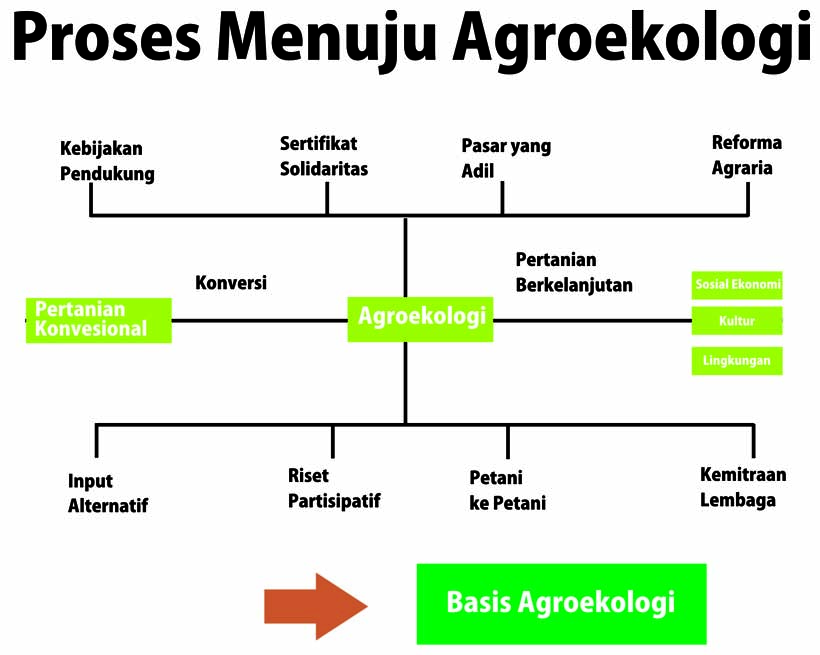 Proses Menuju Agroekologi
Kebijakan
Pendukung
Sertifikat
Solidaritas
Pasar yang
Adil
Reforma
Agraria
Konversi
Pertanian
Berkelanjutan
Pertanian
Konvesional
Agroekologi
Sosial Ekonomi
Kultur
Lingkungan
Input
Alternatif
Riset
Partisipatif
Petani
ke Petani
Kemitraan
Lembaga
Basis Agroekologi